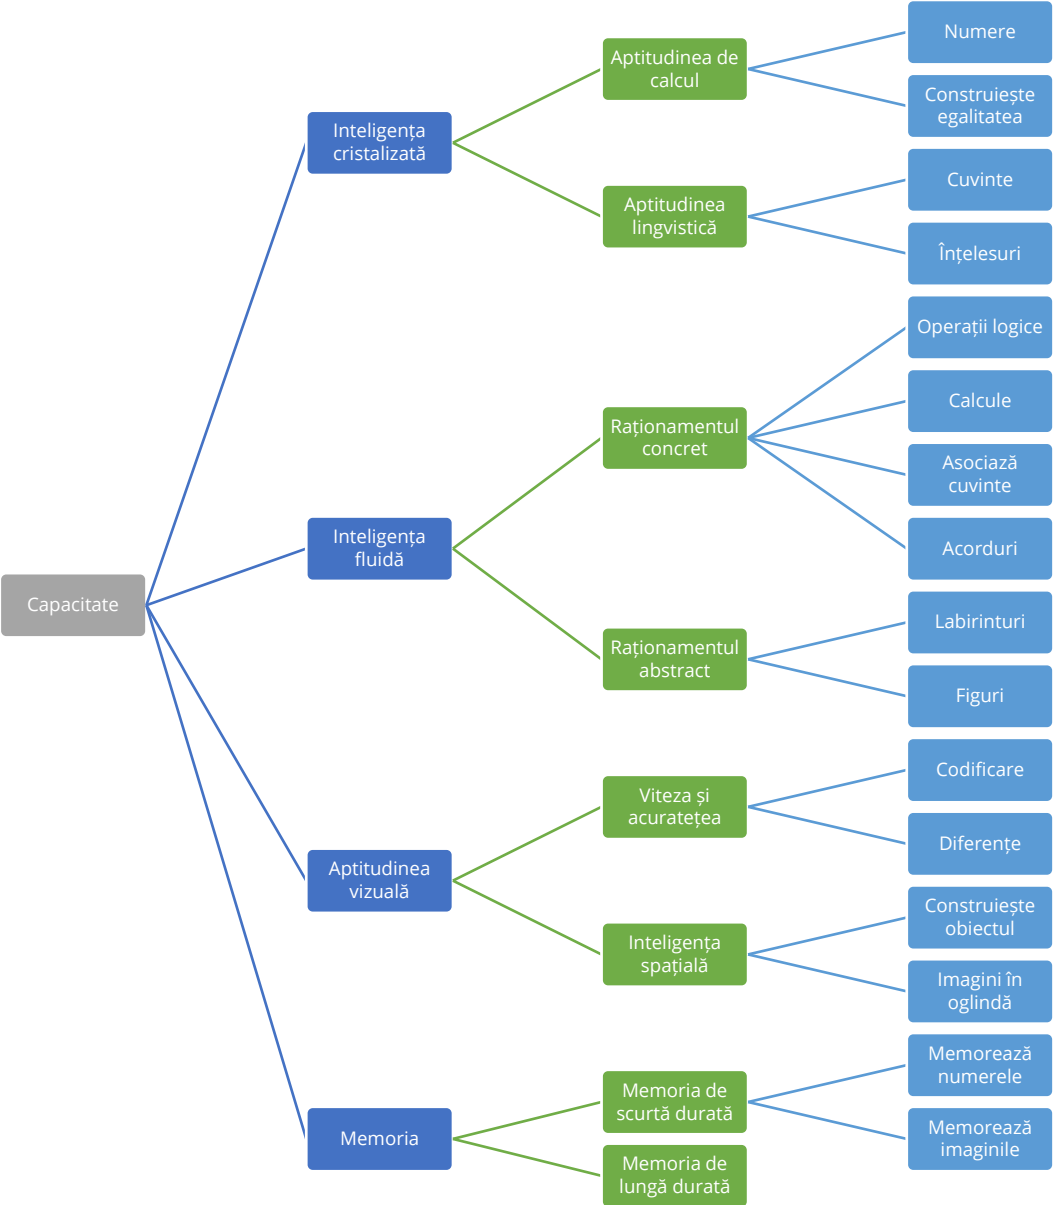 Capacitate
Inteligența
cristalizată
Aptitudinea de
calcul
Numere
Construiește
egalitatea
Aptitudinea
lingvistică
Cuvinte
Înțelesuri
Inteligența
fluidă
Raționamentul
concret
Operații logice
Calcule
Asociază
cuvinte
Acorduri
Raționamentul
abstract
Labirinturi
Figuri
Aptitudinea
vizuală
Viteza și
acuratețea
Codificare
Diferențe
Inteligența
spațială
Construiește
obiectul
Imagini în
oglindă
Memoria
Memoria de
scurtă durată
Memorează
numerele
Memorează
imaginile
Memoria de
lungă durată